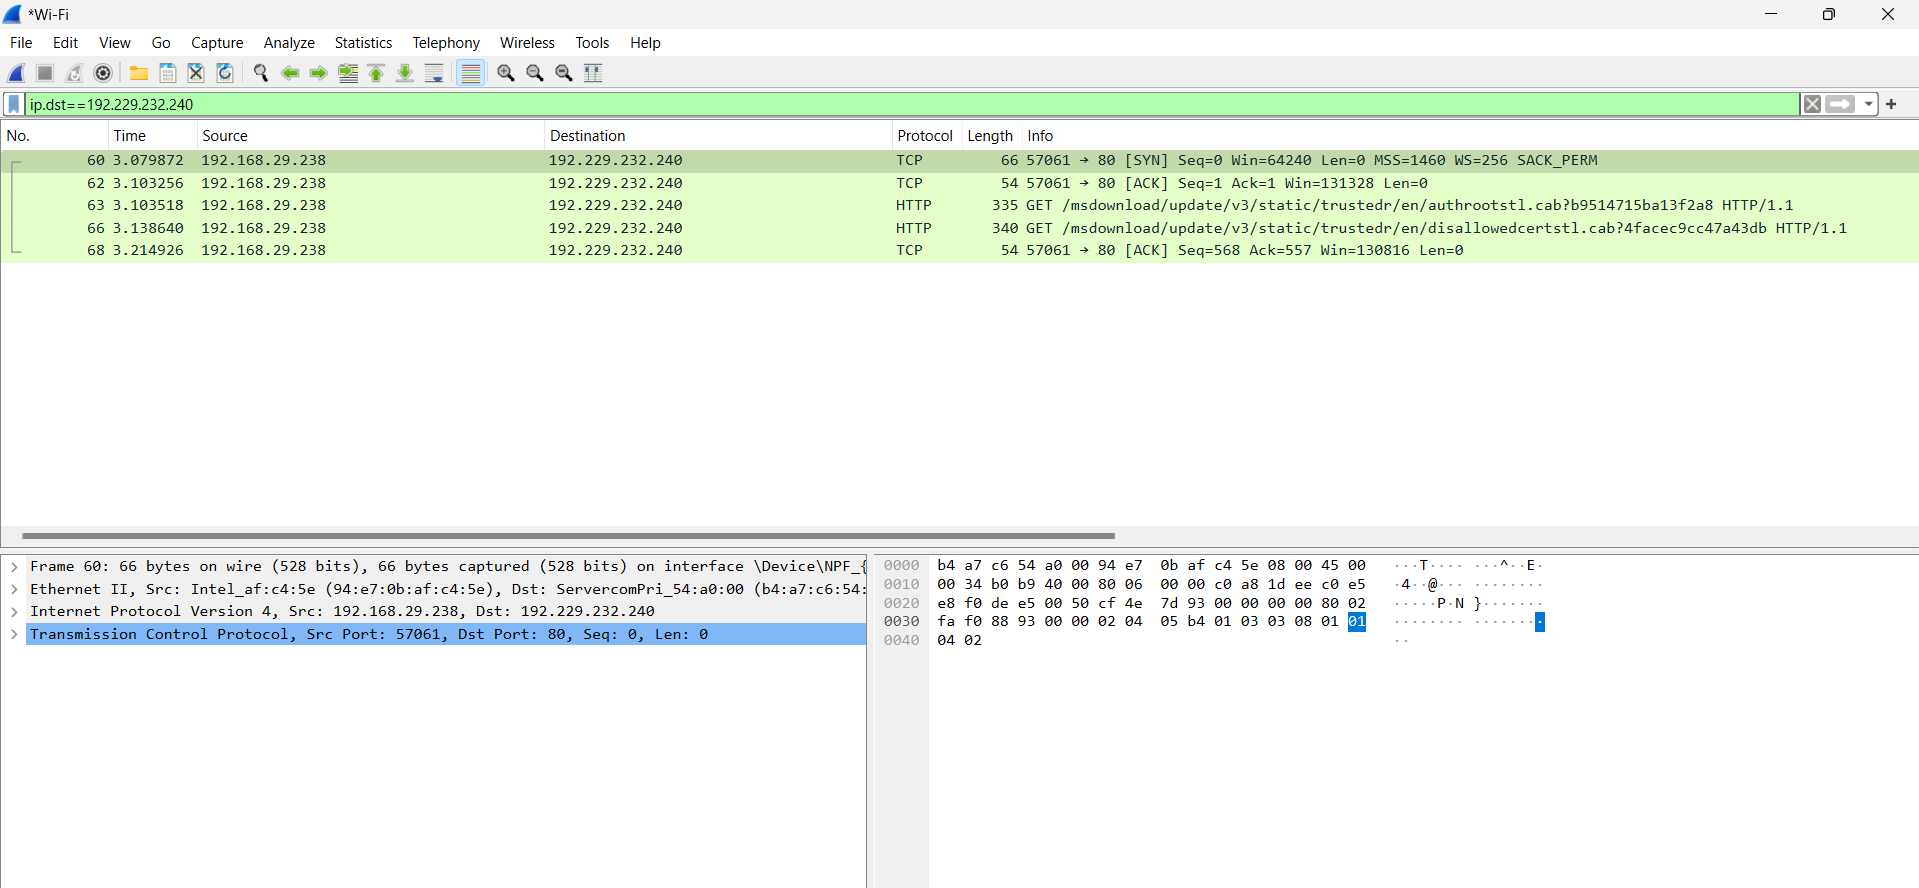 *Wi-Fi
File Edit View Go Capture Analyze Statistics Telephony Wireless Tools Help
ip.dst==192.229.232.240
No. Time Source Destination Protocol Length Info
60 3.079872 192.168.29.238 192.229.232.240 TCP 66 57061 → 80 [SYN] Seq=0 Win=64240 Len=0 MSS=1460 WS=256 SACK_PERM
62 3.103256 192.168.29.238 192.229.232.240 TCP 54 57061 → 80 [ACK] Seq=1 Ack=1 Win=131328 Len=0
63 3.103518 192.168.29.238 192.229.232.240 HTTP 335 GET /msdownload/update/v3/static/trustedr/en/authrootstl.cab?b9514715ba13f2a8 HTTP/1.1
66 3.138640 192.168.29.238 192.229.232.240 HTTP 340 GET /msdownload/update/v3/static/trustedr/en/disallowedcertstl.cab?4facec9cc47a43db HTTP/1.1
68 3.214926 192.168.29.238 192.229.232.240 TCP 54 57061 → 80 [ACK] Seq=568 Ack=557 Win=130816 Len=0
Frame 60: 66 bytes on wire (528 bits), 66 bytes captured (528 bits) on interface \Device\NPF_{
Ethernet II, Src: Intel_af:c4:5e (94:e7:0b:af:c4:5e), Dst: ServercomPri_54:a0:00 (b4:a7:c6:54:
Internet Protocol Version 4, Src: 192.168.29.238, Dst: 192.229.232.240
Transmission Control Protocol, Src Port: 57061, Dst Port: 80, Seq: 0, Len: 0
0000 b4 a7 c6 54 a0 00 94 e7 0b af c4 5e 08 00 45 00 ···T···· ···^··E·
0010 00 34 b0 b9 40 00 80 06 00 00 c0 a8 1d ee c0 e5 ·4··@··· ········
0020 e8 f0 de e5 00 50 cf 4e 7d 93 00 00 00 00 80 02 ·····P·N }·······
0030 fa f0 88 93 00 00 02 04 05 b4 01 03 03 08 01 01 ········ ········
0040 04 02 ··